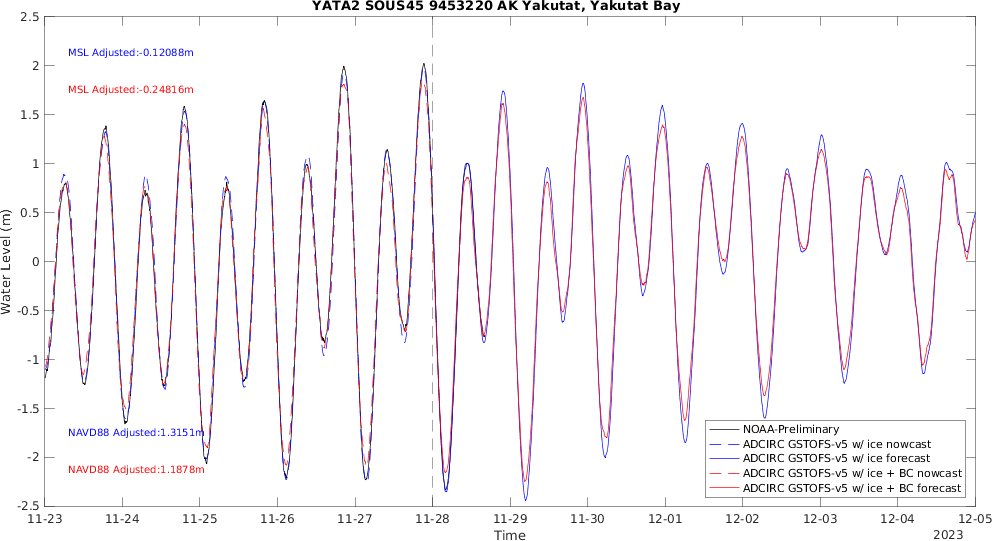 YATA2 SOUS45 9453220 AK Yakutat, Yakutat Bay
2.5
2
1.5
1
0.5
0
-0.5
-1
-1.5
-2
-2.5
Water Level (m)
MSL Adjusted:-0.12088m
MSL Adjusted:-0.24816m
NAVD88 Adjusted:1.3151m
NAVD88 Adjusted:1.1878m
NOAA-Preliminary
ADCIRC GSTOFS-v5 w/ ice nowcast
ADCIRC GSTOFS-v5 w/ ice forecast
ADCIRC GSTOFS-v5 w/ ice + BC nowcast
ADCIRC GSTOFS-v5 w/ ice + BC forecast
11-23 11-24 11-25 11-26 11-27 11-28 11-29 11-30 12-01 12-02 12-03 12-04 12-05
Time
2023